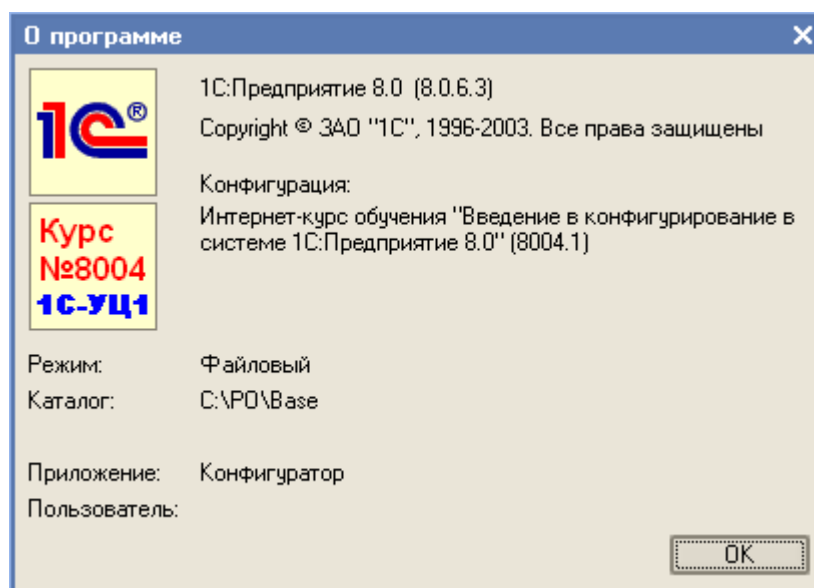 О программе
1С®
1С:Предприятие 8.0 (8.0.6.3)
Copyright © ЗАО "1С", 1996-2003. Все права защищены
Конфигурация:
Интернет-курс обучения "Введение в конфигурирование в
системе 1С:Предприятие 8.0" (8004.1)
Курс
№8004
1С-УЦ1
Режим: Файловый
Каталог: C:\PO\Base
Приложение: Конфигуратор
Пользователь:
OK